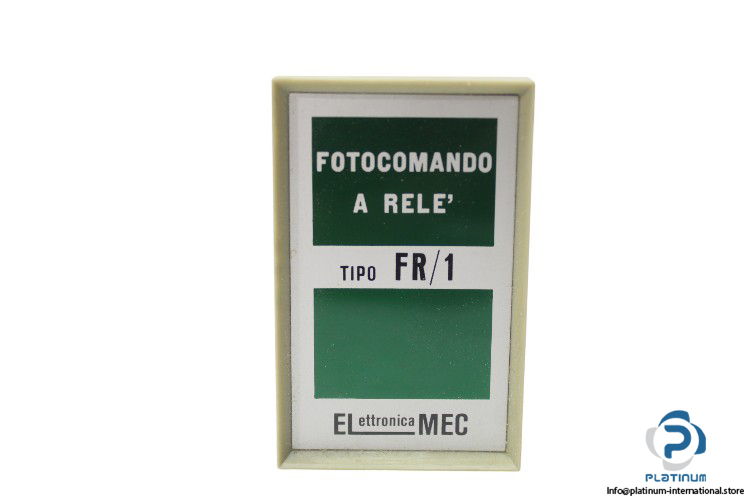 FOTOCOMANDO
A RELE'
TIPO FR/1
ELettronica MEC
PLATINUM
Info@platinum-international.store